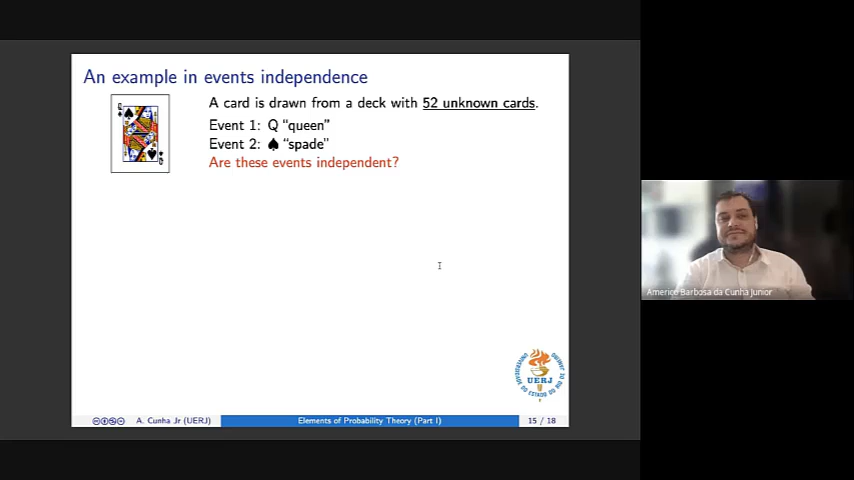 An example in events independence
A card is drawn from a deck with 52 unknown cards.
Event 1: Q “queen”
Event 2: ♠ “spade”
Are these events independent?
Americo Barbosa da Cunha Junior
UERJ
A. Cunha Jr (UERJ)
Elements of Probability Theory (Part I)
15 / 18